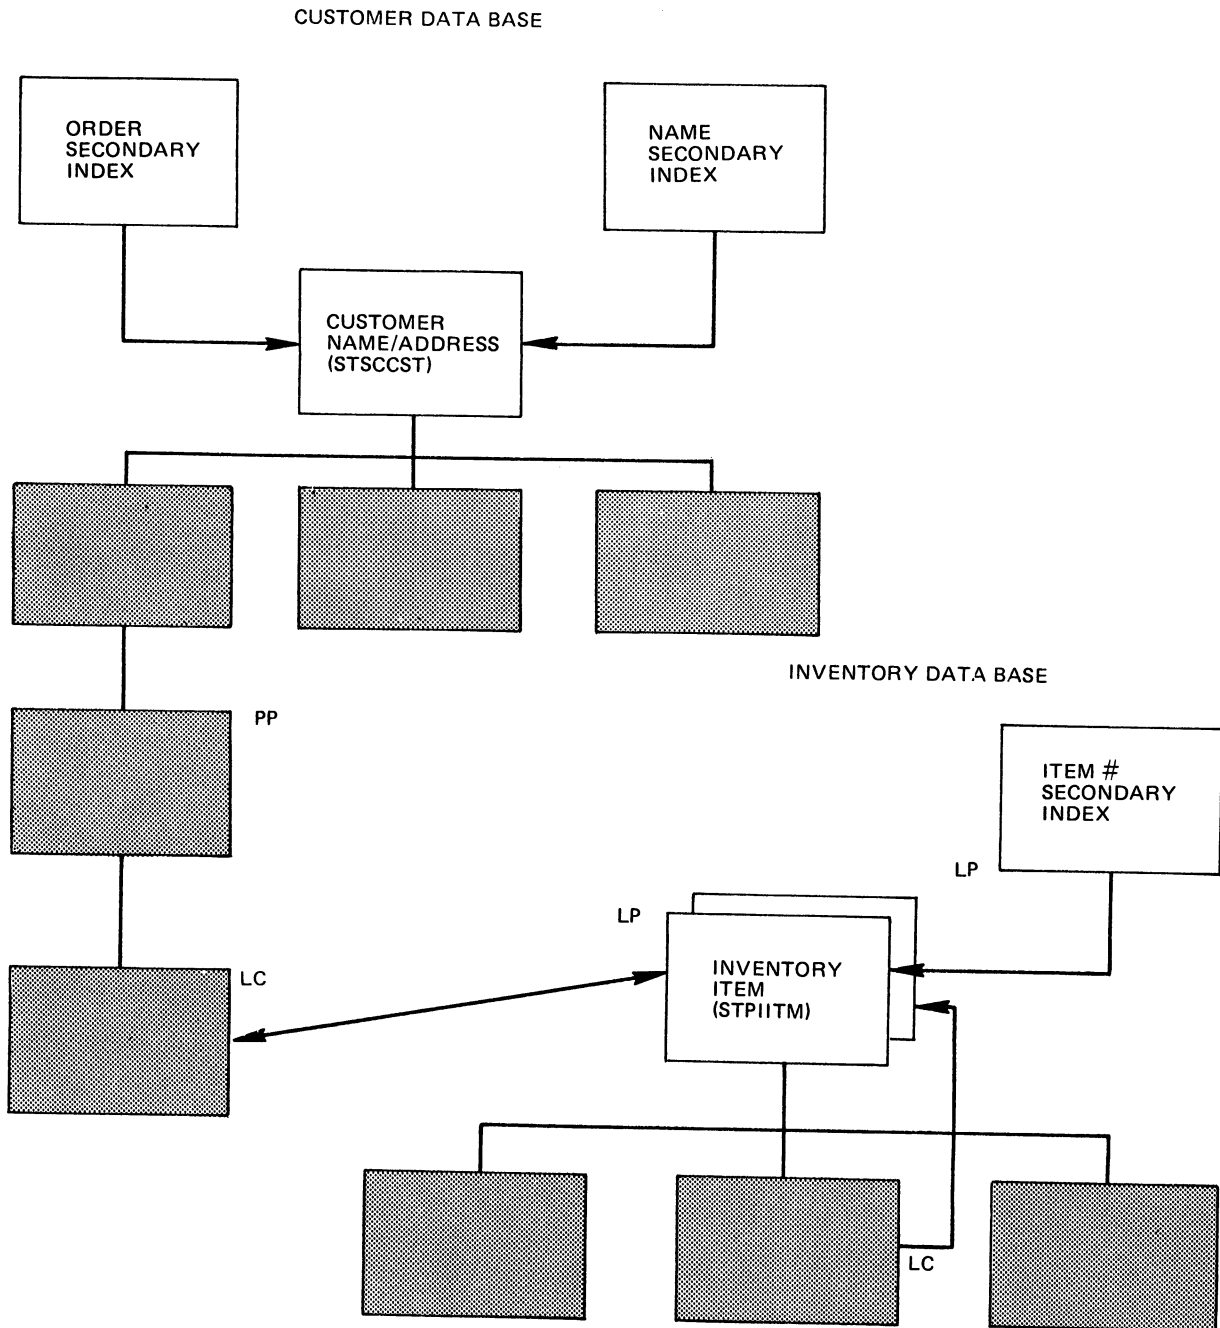 CUSTOMER DATA BASE
ORDER
SECONDARY
INDEX
NAME
SECONDARY
INDEX
CUSTOMER
NAME/ADDRESS
(STSCCST)
INVENTORY DATA BASE
PP
ITEM #
SECONDARY
INDEX
LP
LP
LC
INVENTORY
ITEM
(STPIITM)
LC